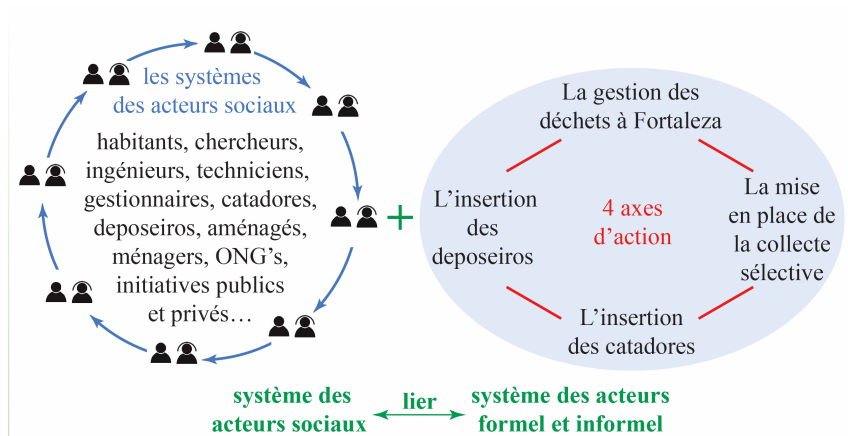 les systèmes
des acteurs sociaux
habitants, chercheurs,
ingénieurs, techniciens,
gestionnaires, catadores,
deposeiros, aménagés,
ménagers, ONG’s,
initiatives publics
et privés…
+
La gestion des
déchets à Fortaleza
L’insertion
des
deposeiros
4 axes
d’action
La mise
en place de
la collecte
sélective
L’insertion
des catadores
système des
acteurs sociaux
lier
système des acteurs
formel et informel